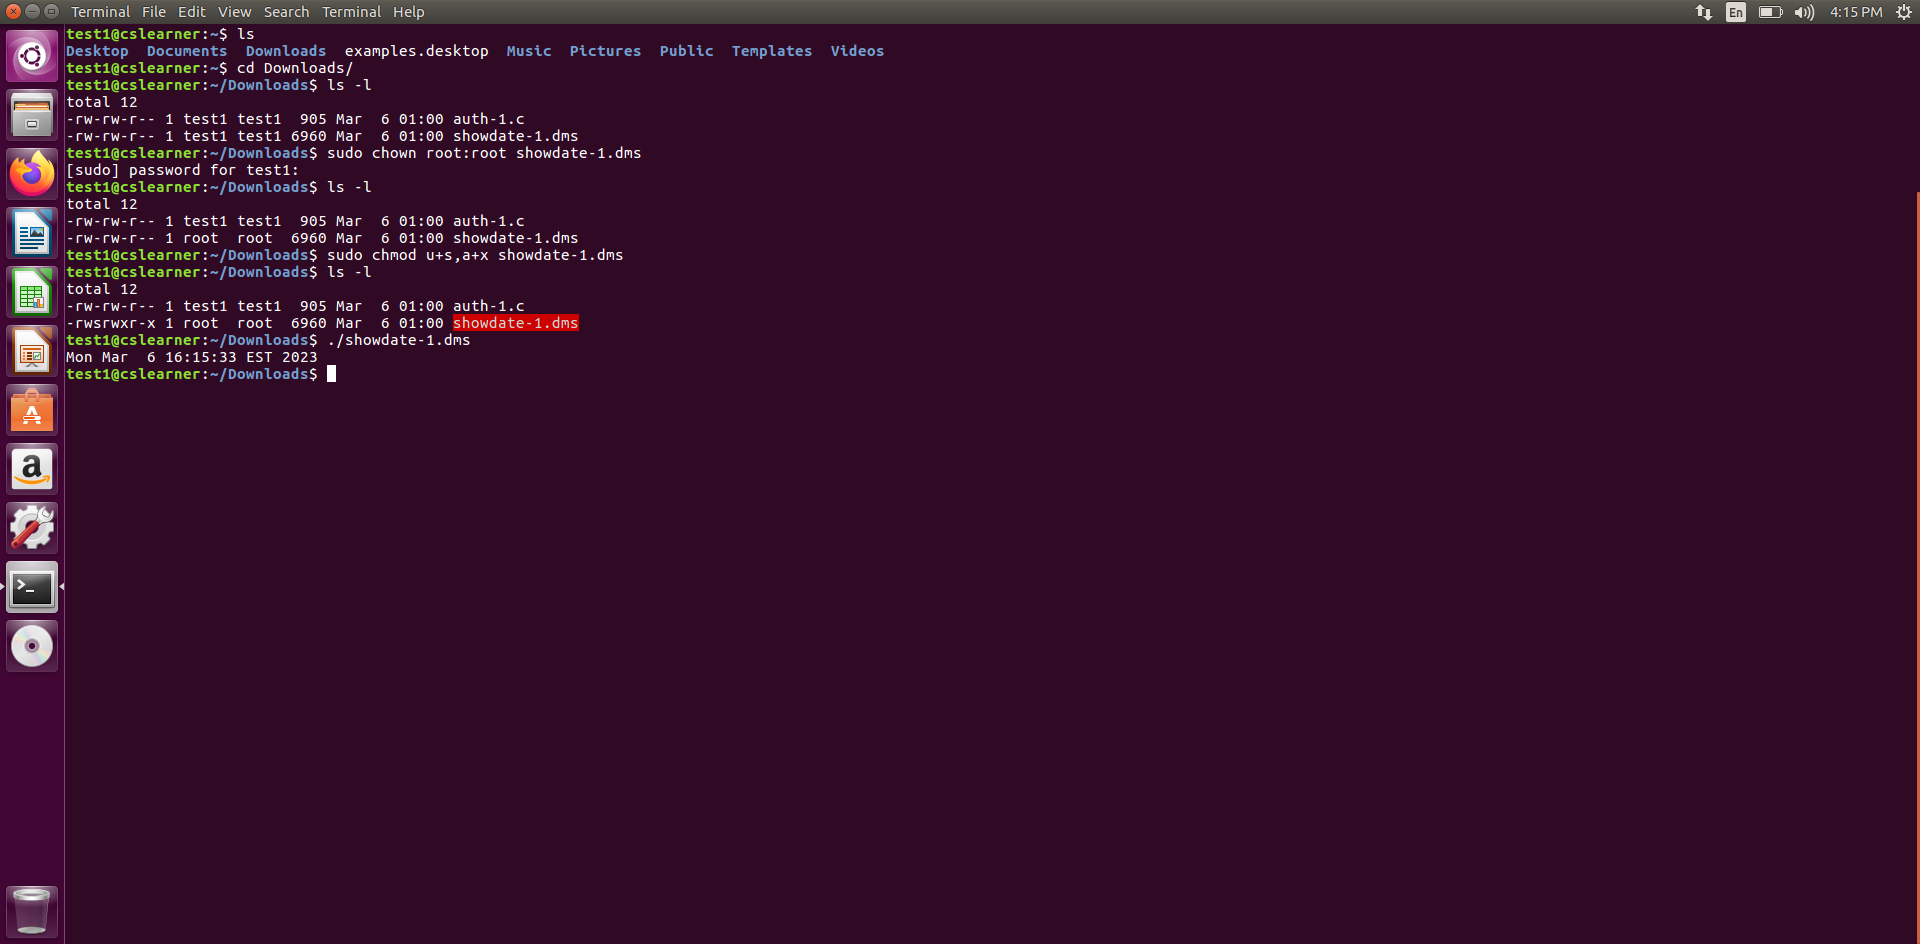 Terminal File Edit View Search Terminal Help En 4:15 PM
test1@cslearner:~$ ls
Desktop Documents Downloads examples.desktop Music Pictures Public Templates Videos
test1@cslearner:~$ cd Downloads/
test1@cslearner:~/Downloads$ ls -l
total 12
-rw-rw-r-- 1 test1 test1  905 Mar  6 01:00 auth-1.c
-rw-rw-r-- 1 test1 test1 6960 Mar  6 01:00 showdate-1.dms
test1@cslearner:~/Downloads$ sudo chown root:root showdate-1.dms
[sudo] password for test1:
test1@cslearner:~/Downloads$ ls -l
total 12
-rw-rw-r-- 1 test1 test1  905 Mar  6 01:00 auth-1.c
-rw-rw-r-- 1 root  root  6960 Mar  6 01:00 showdate-1.dms
test1@cslearner:~/Downloads$ sudo chmod u+s,a+x showdate-1.dms
test1@cslearner:~/Downloads$ ls -l
total 12
-rw-rw-r-- 1 test1 test1  905 Mar  6 01:00 auth-1.c
-rwsrwxr-x 1 root  root  6960 Mar  6 01:00 showdate-1.dms
test1@cslearner:~/Downloads$ ./showdate-1.dms
Mon Mar  6 16:15:33 EST 2023
test1@cslearner:~/Downloads$